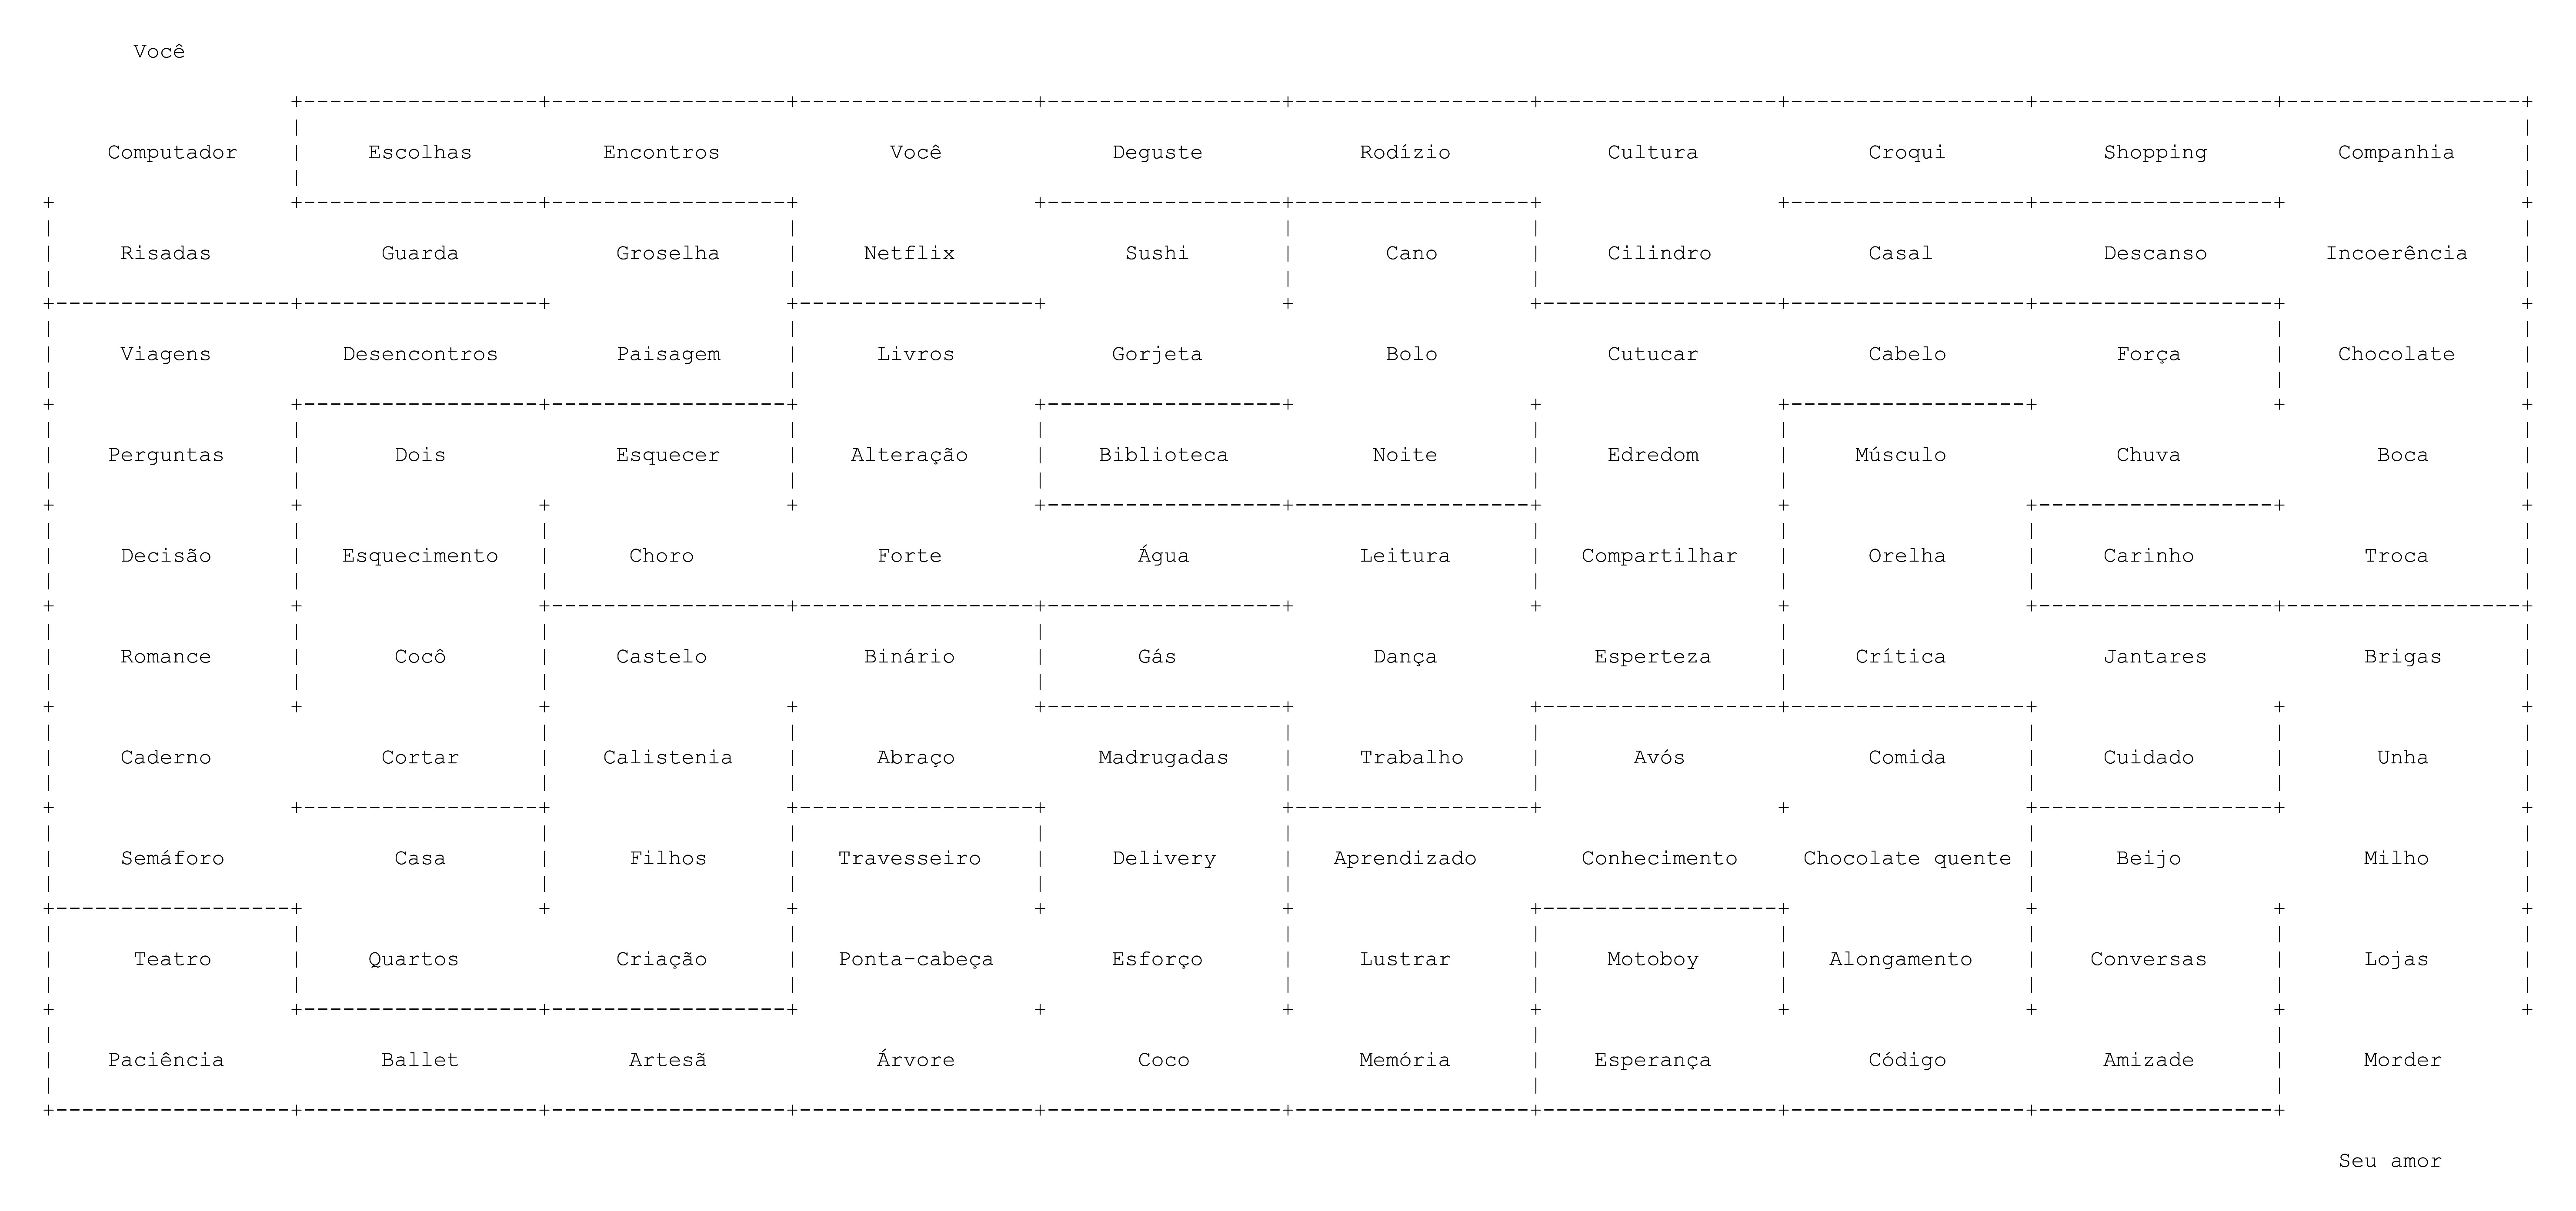 Você
Computador Escolhas Encontros Você Deguste Rodízio Cultura Croqui Shopping Companhia
Risadas Guarda Groselha Netflix Sushi Cano Cilindro Casal Descanso Incoerência
Viagens Desencontros Paisagem Livros Gorjeta Bolo Cutucar Cabelo Força Chocolate
Perguntas Dois Esquecer Alteração Biblioteca Noite Edredom Músculo Chuva Boca
Decisão Esquecimento Choro Forte Água Leitura Compartilhar Orelha Carinho Troca
Romance Cocô Castelo Binário Gás Dança Esperteza Crítica Jantares Brigas
Caderno Cortar Calistenia Abraço Madrugadas Trabalho Avós Comida Cuidado Unha
Semáforo Casa Filhos Travesseiro Delivery Aprendizado Conhecimento Chocolate quente Beijo Milho
Teatro Quartos Criação Ponta-cabeça Esforço Lustrar Motoboy Alongamento Conversas Lojas
Paciência Ballet Artesã Árvore Coco Memória Esperança Código Amizade Morder
Seu amor